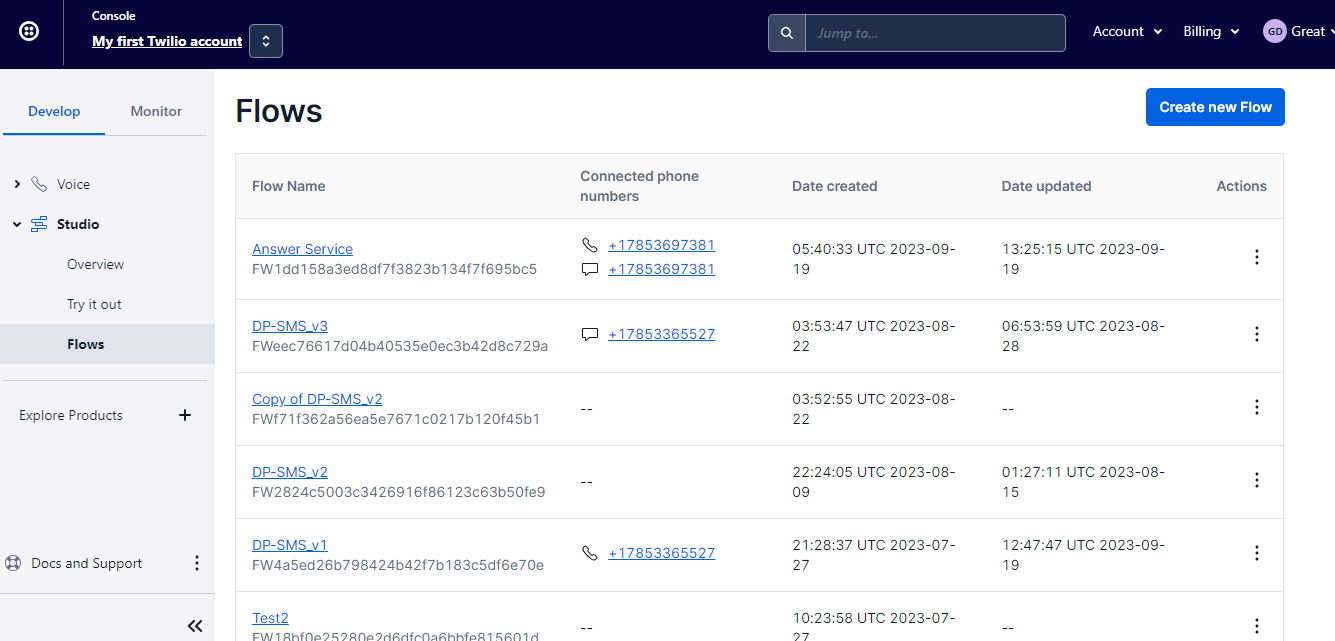 Console
My first Twilio account
Jump to...
Account
Billing
GD
Great
Develop
Monitor
Voice
Studio
Overview
Try it out
Flows
Explore Products
Docs and Support
Flows
Create new Flow
Flow Name
Connected phone
numbers
Date created
Date updated
Actions
Answer Service
FW1dd158a3ed8df7f3823b134f7f695bc5
+17853697381
+17853697381
05:40:33 UTC 2023-09-
19
13:25:15 UTC 2023-09-
19
DP-SMS_v3
FWeec76617d04b40535e0ec3b42d8c729a
+17853365527
03:53:47 UTC 2023-08-
22
06:53:59 UTC 2023-08-
28
Copy of DP-SMS_v2
FWf71f362a56ea5e7671c0217b120f45b1
--
03:52:55 UTC 2023-08-
22
--
DP-SMS_v2
FW2824c5003c3426916f86123c63b50fe9
--
22:24:05 UTC 2023-08-
09
01:27:11 UTC 2023-08-
15
DP-SMS_v1
FW4a5ed26b798424b42f7b183c5df6e70e
+17853365527
21:28:37 UTC 2023-07-
27
12:47:47 UTC 2023-09-
19
Test2
FW18bf0e25280e2d6dfc0a6bbfe815601d
--
10:23:58 UTC 2023-07-
27
--